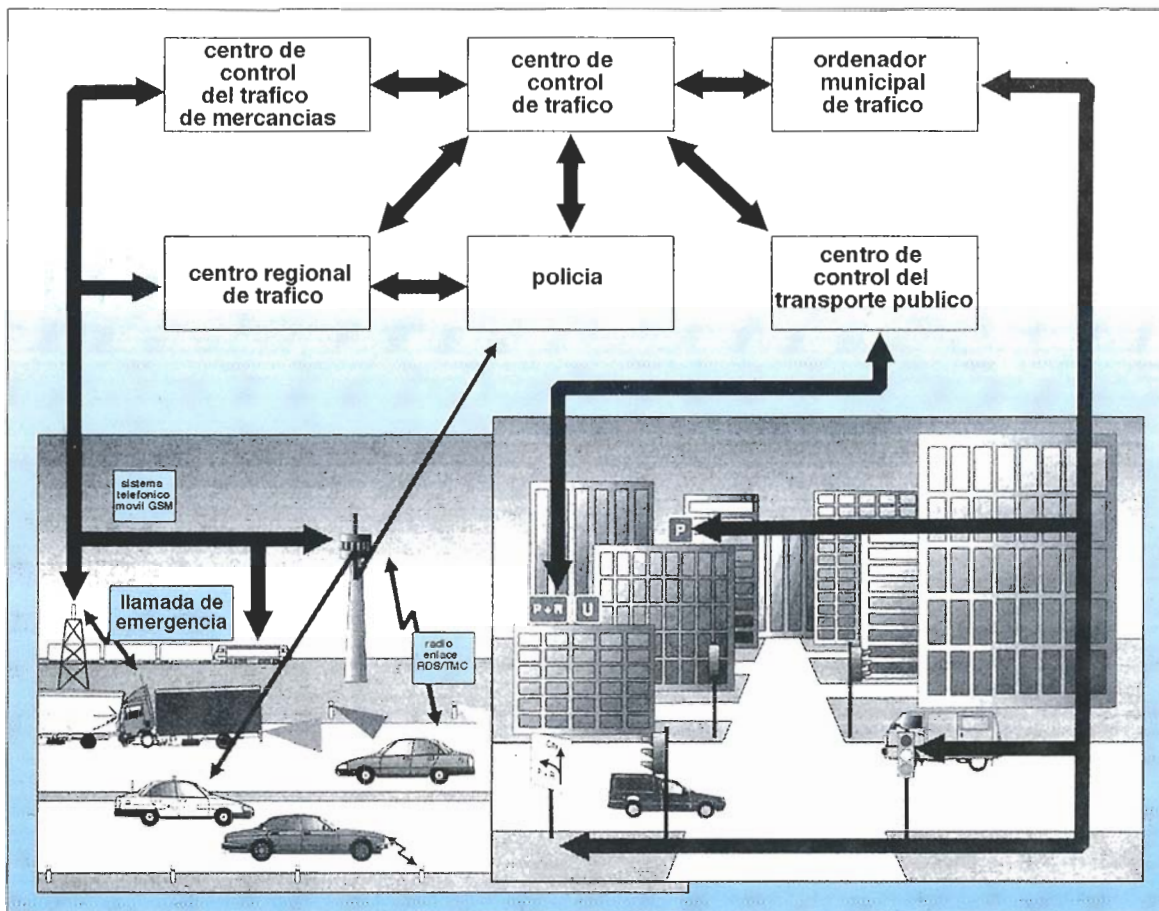 centro de
control
del trafico
de mercancias
centro de
control
de trafico
ordenador
municipal
de trafico
centro regional
de trafico
policia
centro de
control del
transporte publico
sistema
telefonico
movil GSM
llamada de
emergencia
radio
enlace
RDS/TMC
P
P + R
U